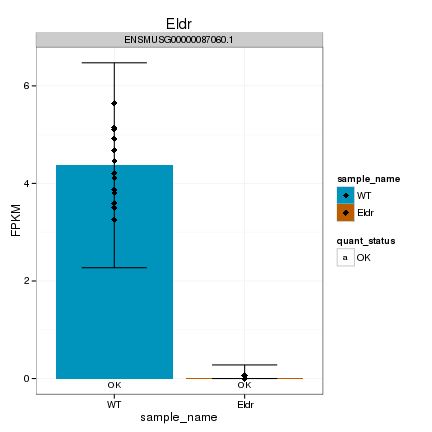 Eldr
ENSMUSG00000087060.1
FPKM
6
4
2
0
OK
OK
WT
Eldr
sample_name
sample_name
WT
Eldr
quant_status
a OK